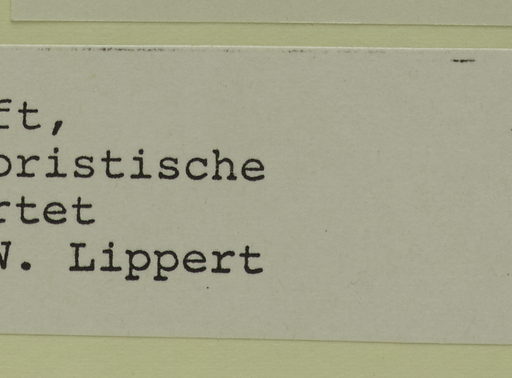 ft,
oristische
rtet
W. Lippert